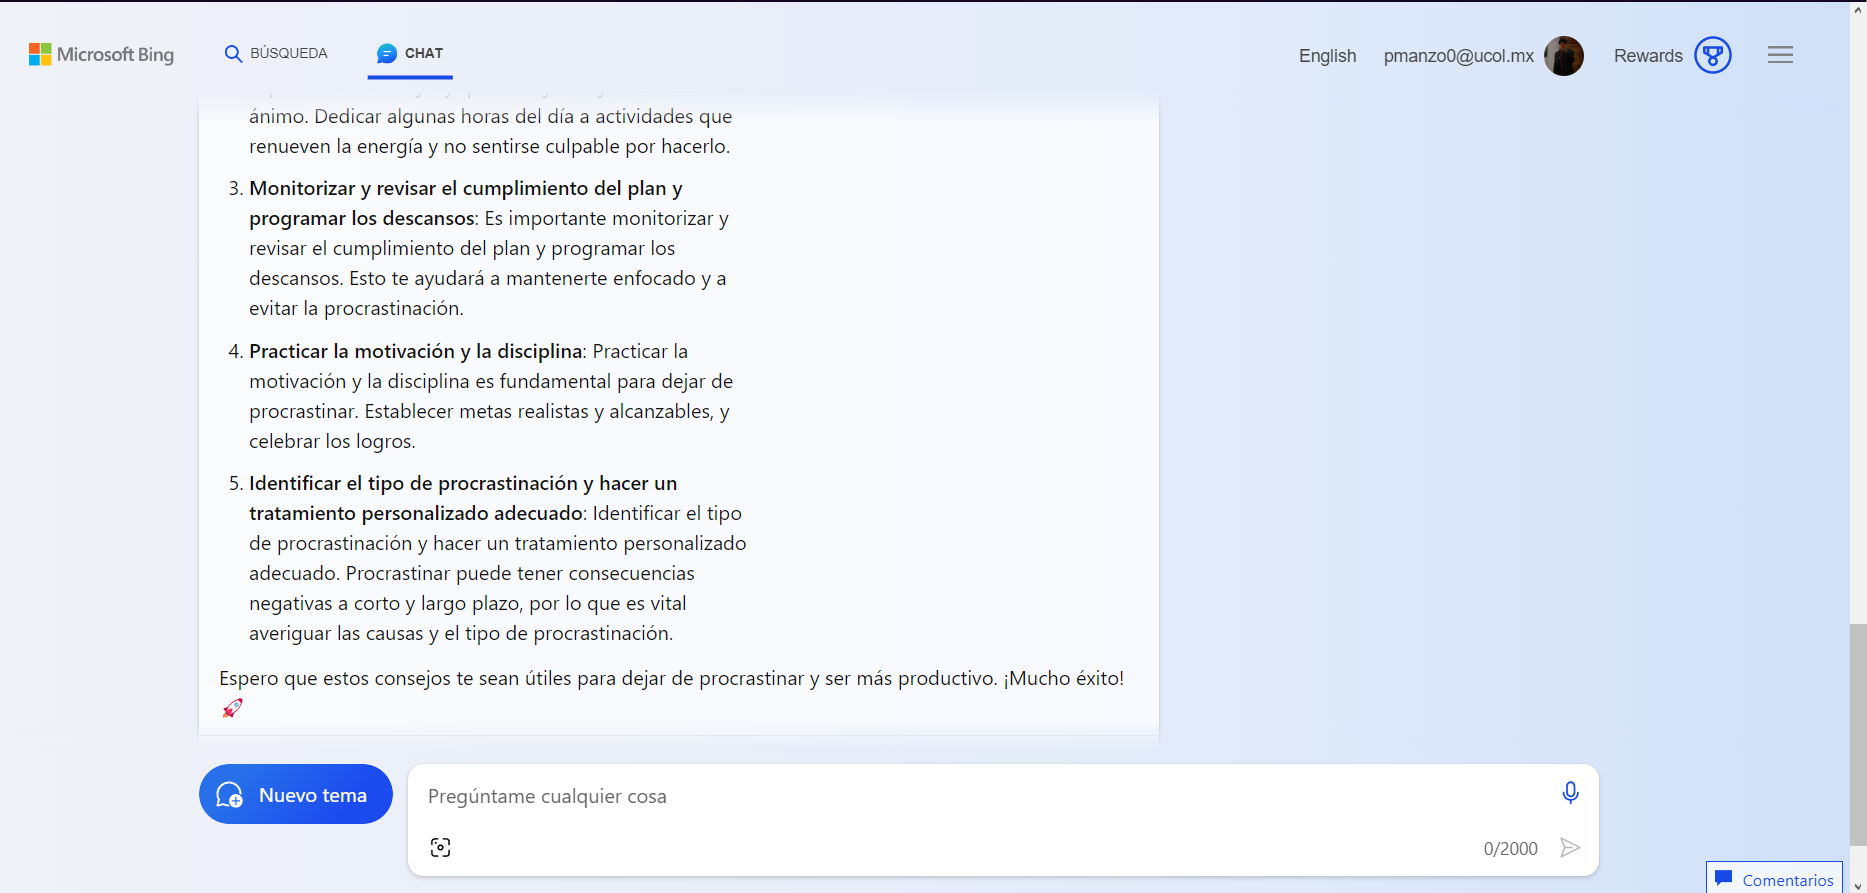 Microsoft Bing
BÚSQUEDA
CHAT
English
pmanzo0@ucol.mx
Rewards
ánimo. Dedicar algunas horas del día a actividades que
renueven la energía y no sentirse culpable por hacerlo.
3. Monitorizar y revisar el cumplimiento del plan y
programar los descansos: Es importante monitorizar y
revisar el cumplimiento del plan y programar los
descansos. Esto te ayudará a mantenerte enfocado y a
evitar la procrastinación.
4. Practicar la motivación y la disciplina: Practicar la
motivación y la disciplina es fundamental para dejar de
procrastinar. Establecer metas realistas y alcanzables, y
celebrar los logros.
5. Identificar el tipo de procrastinación y hacer un
tratamiento personalizado adecuado: Identificar el tipo
de procrastinación y hacer un tratamiento personalizado
adecuado. Procrastinar puede tener consecuencias
negativas a corto y largo plazo, por lo que es vital
averiguar las causas y el tipo de procrastinación.
Espero que estos consejos te sean útiles para dejar de procrastinar y ser más productivo. ¡Mucho éxito!
🚀
Nuevo tema
Pregúntame cualquier cosa
0/2000
Comentarios